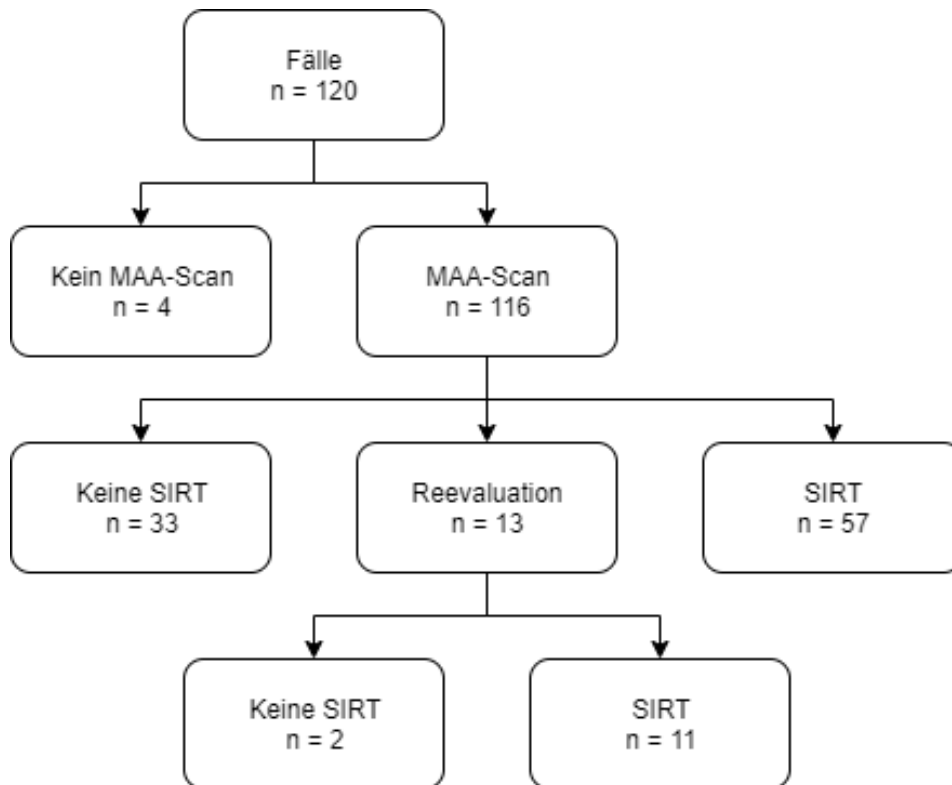 Fälle
n = 120
Kein MAA-Scan
n = 4
MAA-Scan
n = 116
Keine SIRT
n = 33
Reevaluation
n = 13
SIRT
n = 57
Keine SIRT
n = 2
SIRT
n = 11